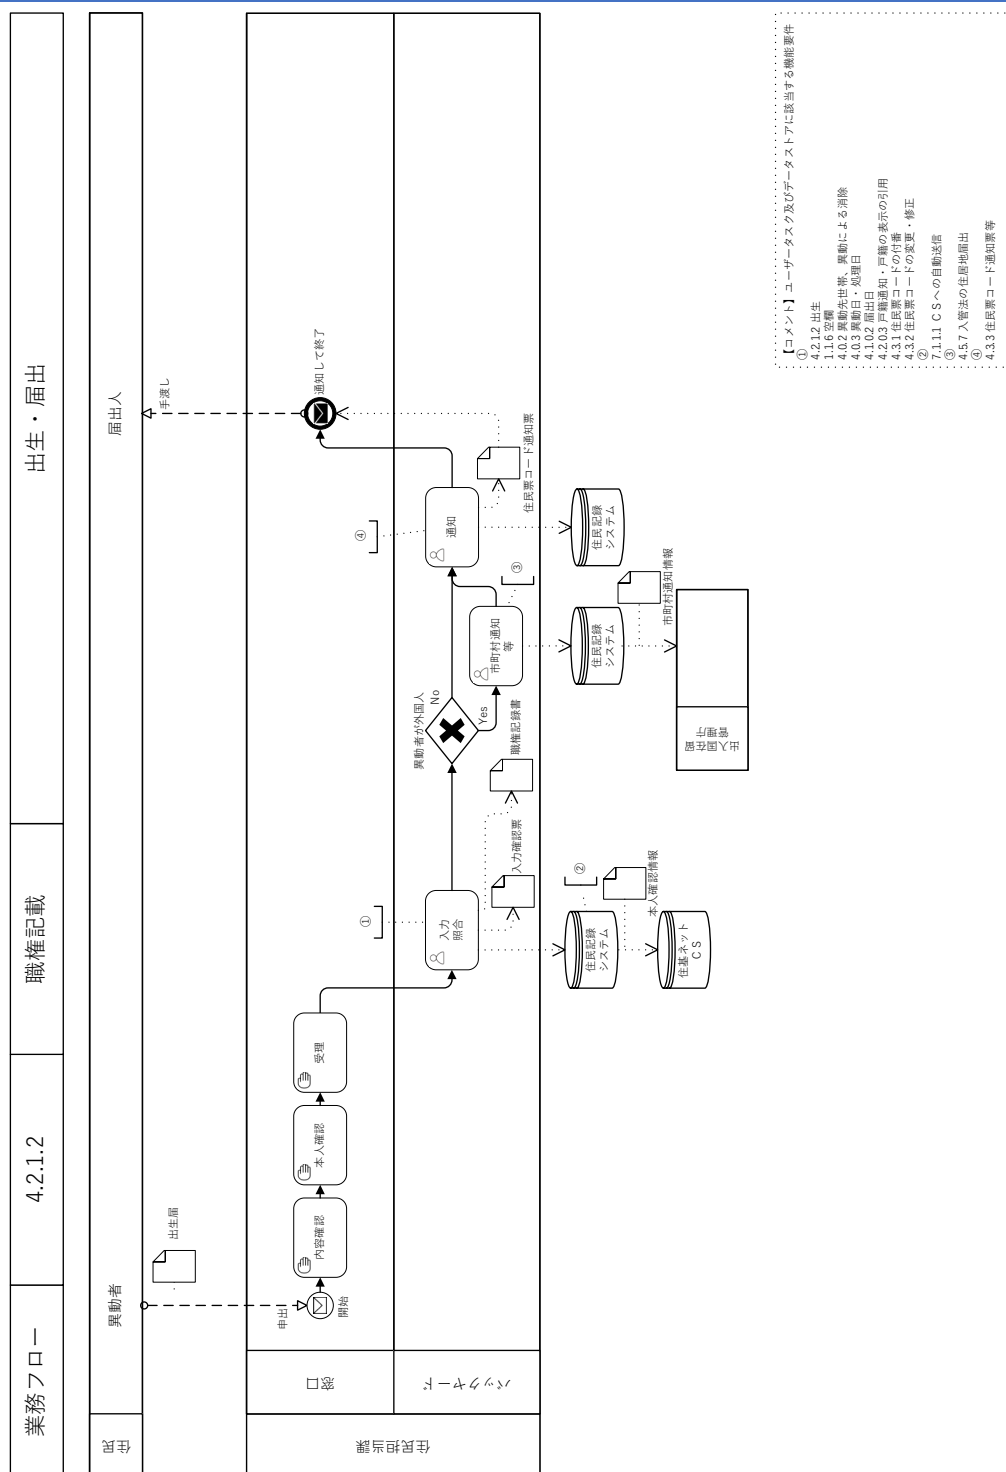 業務フロー
4.2.1.2
職権記載
出生・届出
住民
異動者
届出人
出生届
手渡し
住民担当課
窓口
バックヤード
申出
開始
内容確認
本人確認
受理
通知して終了
①
入力
照合
入力確認票
職権記録書
異動者が外国人
No
Yes
市町村通知
等
③
④
通知
住民票コード通知票
住民記録
システム
②
本人確認情報
住基ネット
CS
住民記録
システム
市町村通知情報
出入国在留
管理庁
住民記録
システム
【コメント】ユーザータスク及びデータストアに該当する機能要件
①
4.2.1.2 出生
1.1.6 空欄
4.0.2 異動先世帯、異動による消除
4.0.3 異動日・処理日
4.1.0.2 届出日
4.2.0.3 戸籍通知・戸籍の表示の引用
4.3.1 住民票コードの付番
4.3.2 住民票コードの変更・修正
②
7.1.1.1 CSへの自動送信
③
4.5.7 入管法の住居地届出
④
4.3.3 住民票コード通知票等